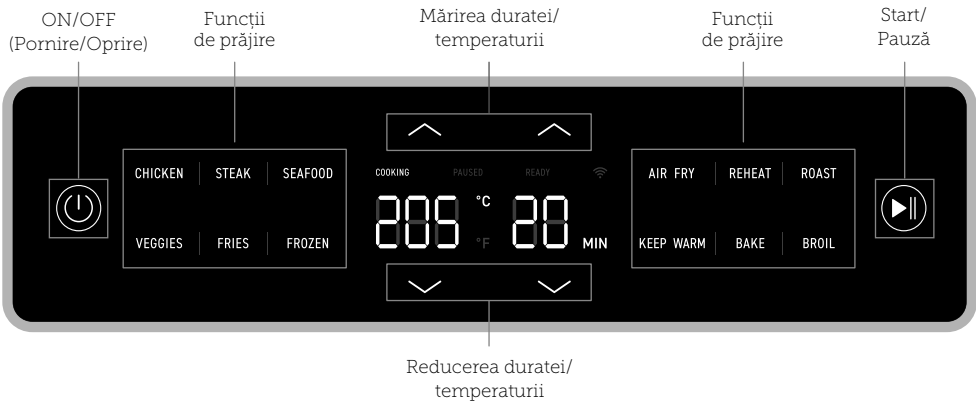 ON/OFF
(Pornire/Oprire)
Funcții
de prăjire
Mărirea duratei/
temperaturii
Funcții
de prăjire
Start/
Pauză
CHICKEN STEAK SEAFOOD
VEGGIES FRIES FROZEN
COOKING PAUSED READY
205 °C °F 20 MIN
AIR FRY REHEAT ROAST
KEEP WARM BAKE BROIL
Reducerea duratei/
temperaturii